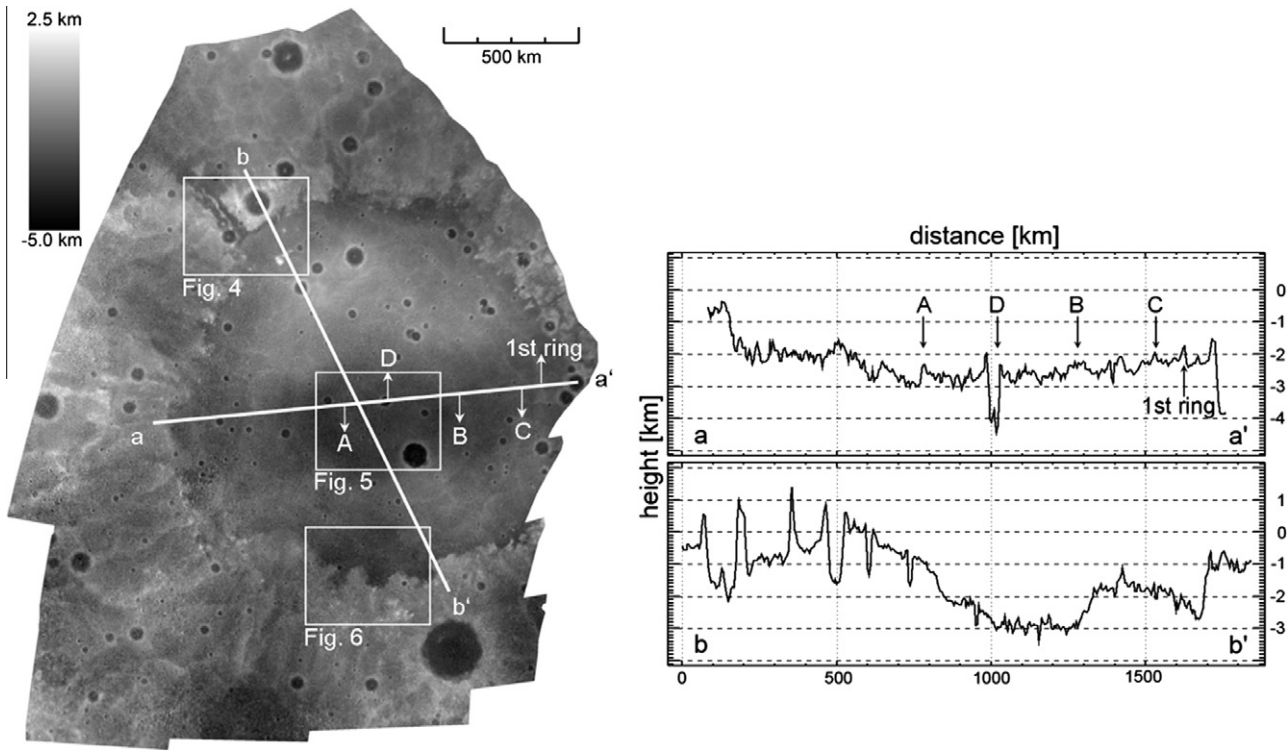 2.5 km
-5.0 km
500 km
b
Fig. 4
D
1st ring
a'
a
A
B
C
Fig. 5
b'
Fig. 6
distance [km]
A D B C
0
-1
-2
-3
-4
1st ring
a a'
height [km]
1
0
-1
-2
-3
b b'
0 500 1000 1500